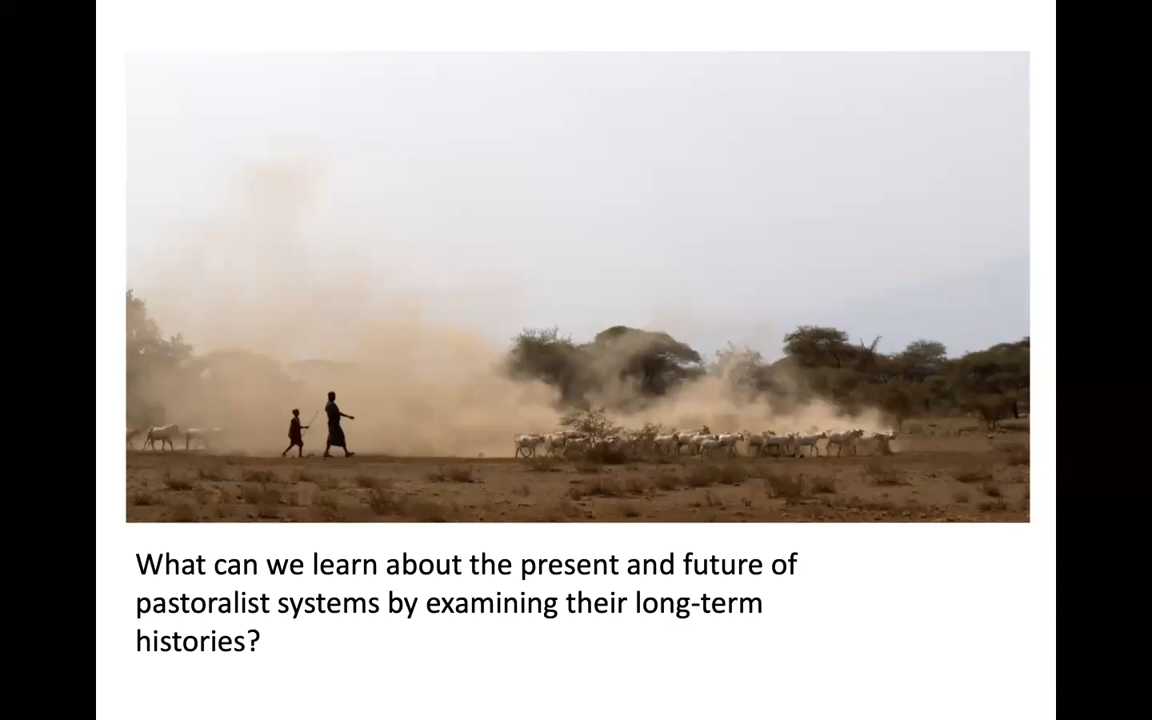 What can we learn about the present and future of
pastoralist systems by examining their long-term
histories?